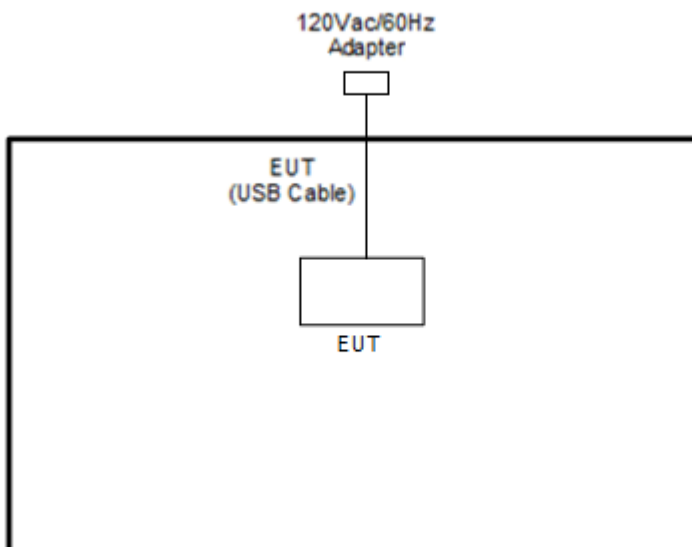 120Vac/60Hz
Adapter
EUT
(USB Cable)
EUT